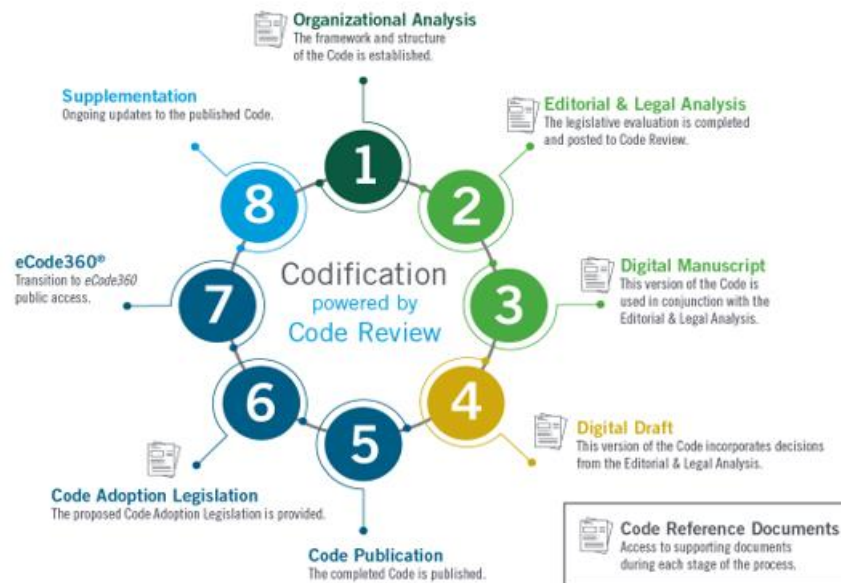 Organizational Analysis
The framework and structure
of the Code is established.
1
Editorial & Legal Analysis
The legislative evaluation is completed
and posted to Code Review.
2
Digital Manuscript
This version of the Code is
used in conjunction with the
Editorial & Legal Analysis.
3
Digital Draft
This version of the Code incorporates decisions
from the Editorial & Legal Analysis.
4
Code Publication
The completed Code is published.
5
Code Adoption Legislation
The proposed Code Adoption Legislation is provided.
6
eCode360®
Transition to eCode360
public access.
7
Supplementation
Ongoing updates to the published Code.
8
Codification
powered by
Code Review
Code Reference Documents
Access to supporting documents
during each stage of the process.